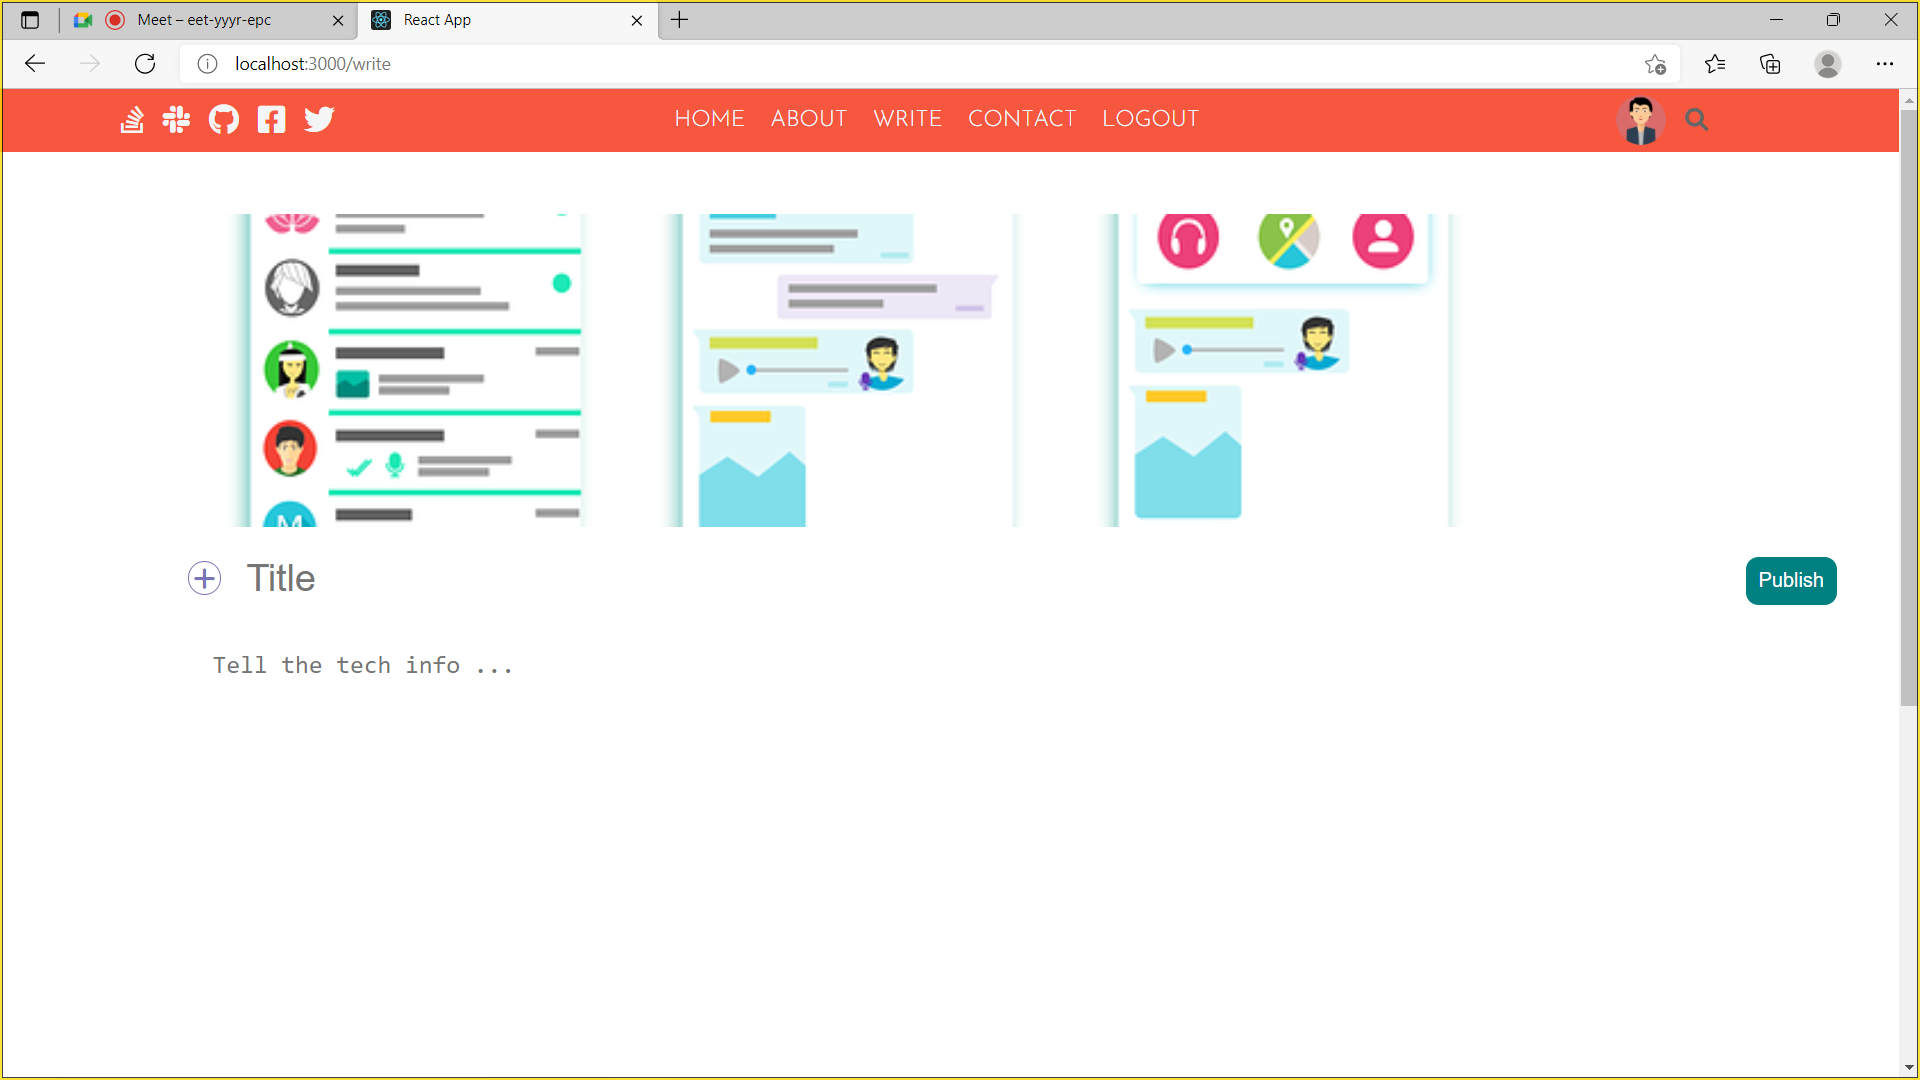 Meet – eet-yyyr-epc
React App
localhost:3000/write
HOME ABOUT WRITE CONTACT LOGOUT
M
Title
Publish
Tell the tech info ...